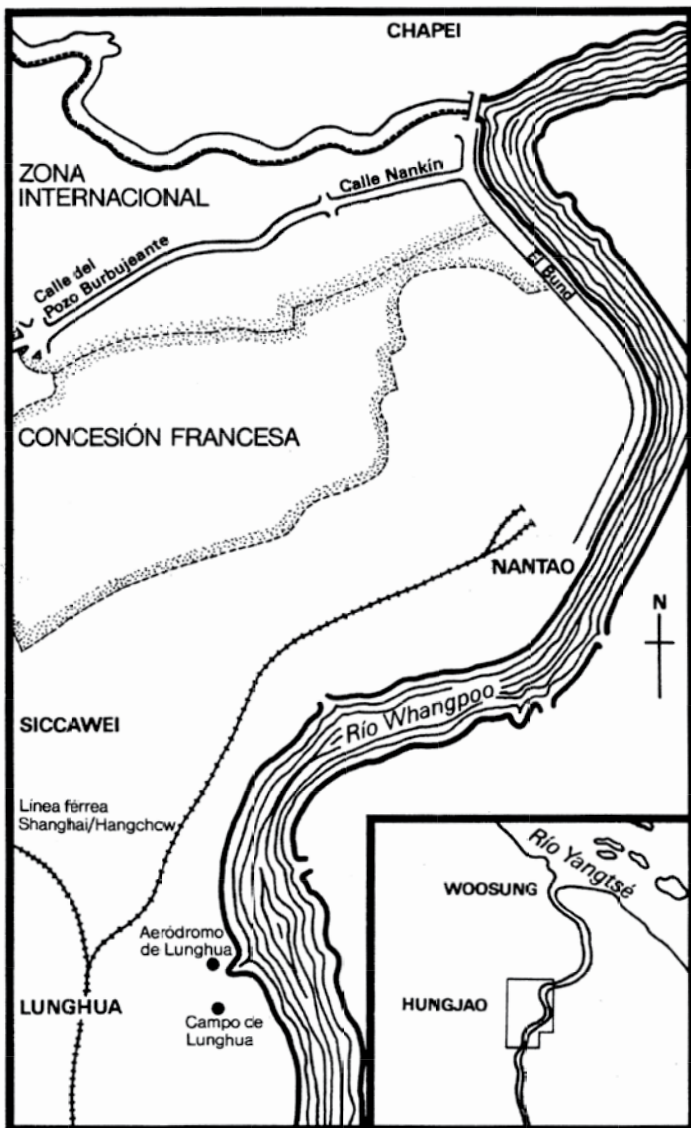 CHAPEI
ZONA
INTERNACIONAL
Calle Nankín
Calle del
Pozo Burbujeante
El Bund
CONCESIÓN FRANCESA
NANTAO
N
Río Whangpoo
SICCAWEI
Línea férrea
Shanghai/Hangchow
Río Yangtsé
WOOSUNG
Aeródromo
de Lunghua
LUNGHUA
HUNGJAO
Campo de
Lunghua